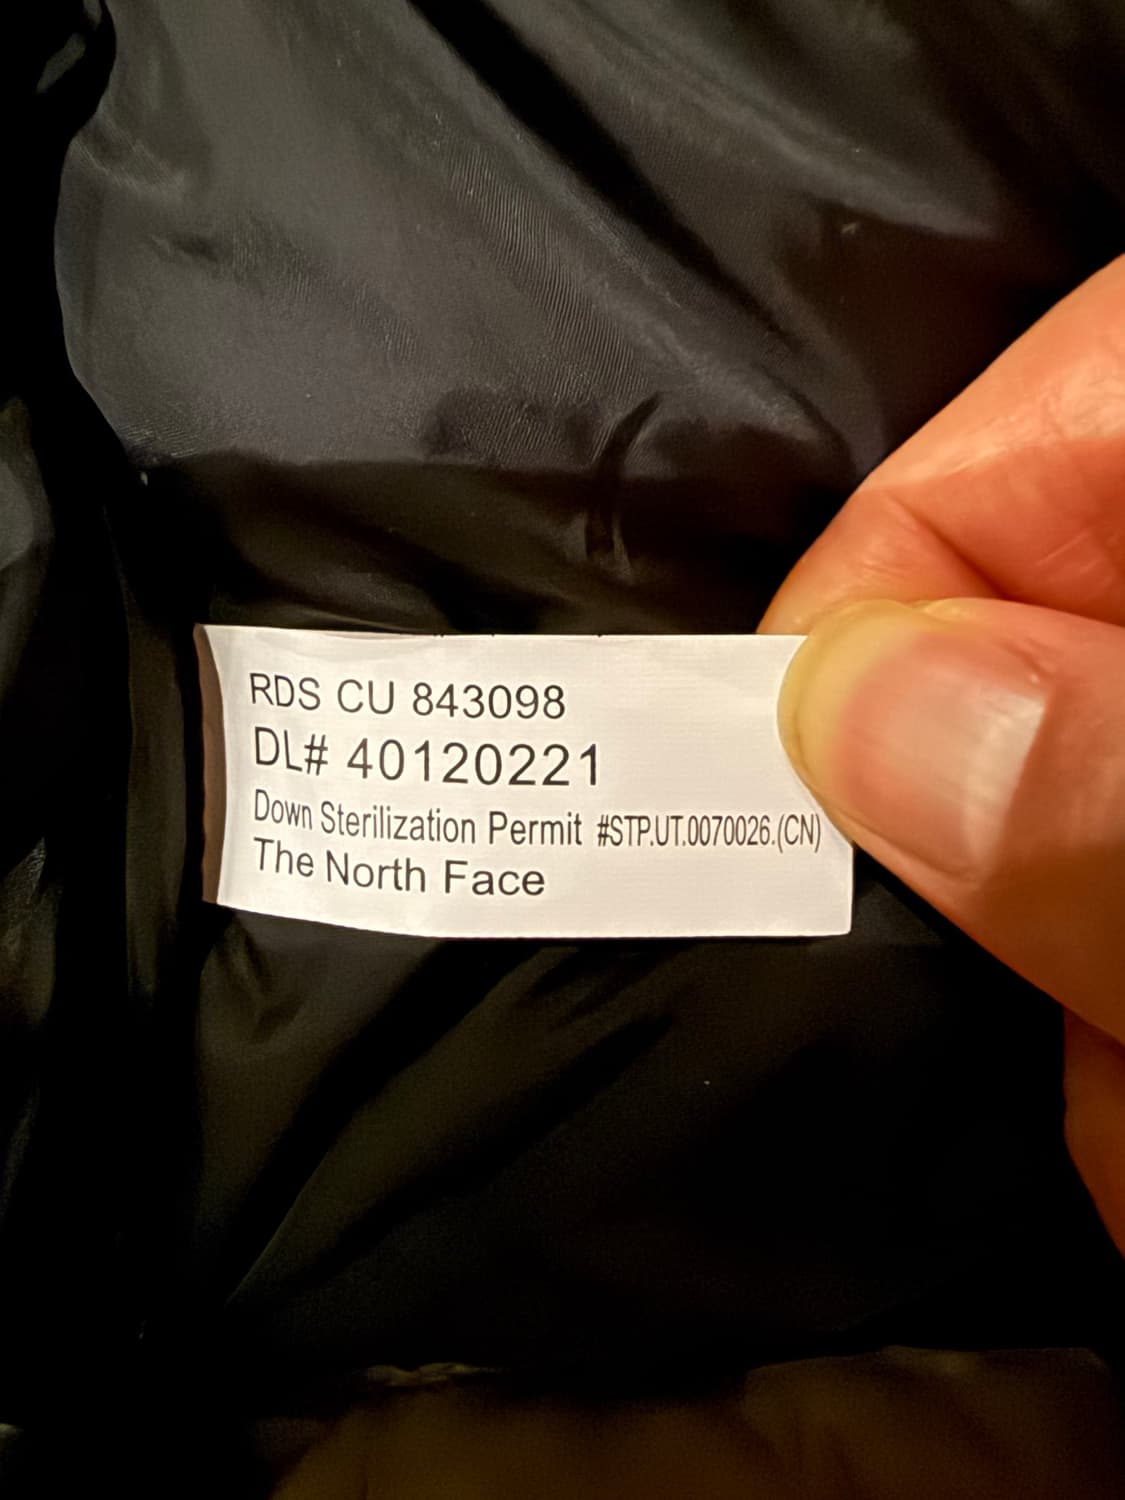 RDS CU 843098
DL# 40120221
Down Sterilization Permit #STP.UT.0070026.(CN)
The North Face